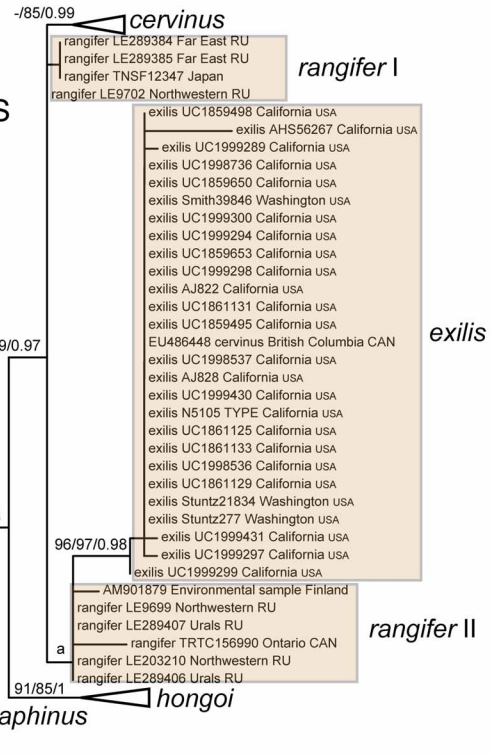 -/85/0.99
cervinus
rangifer LE289384 Far East RU
rangifer LE289385 Far East RU
rangifer TNSF12347 Japan
rangifer LE9702 Northwestern RU
rangifer I
S
exilis UC1859498 California USA
exilis AHS56267 California USA
exilis UC1999289 California USA
exilis UC1998736 California USA
exilis UC1859650 California USA
exilis Smith39846 Washington USA
exilis UC1999300 California USA
exilis UC1999294 California USA
exilis UC1859653 California USA
exilis UC1999298 California USA
exilis AJ822 California USA
exilis UC1861131 California USA
exilis UC1859495 California USA
exilis
EU486448 cervinus British Columbia CAN
9/0.97
exilis UC1998537 California USA
exilis AJ828 California USA
exilis UC1999430 California USA
exilis N5105 TYPE California USA
exilis UC1861125 California USA
exilis UC1861133 California USA
exilis UC1998536 California USA
exilis UC1861129 California USA
exilis Stuntz21834 Washington USA
exilis Stuntz277 Washington USA
exilis UC1999431 California USA
96/97/0.98
exilis UC1999297 California USA
exilis UC1999299 California USA
AM901879 Environmental sample Finland
rangifer LE9699 Northwestern RU
rangifer LE289407 Urals RU
rangifer II
rangifer TRTC156990 Ontario CAN
a
rangifer LE203210 Northwestern RU
rangifer LE289406 Urals RU
91/85/1
hongoi
aphinus